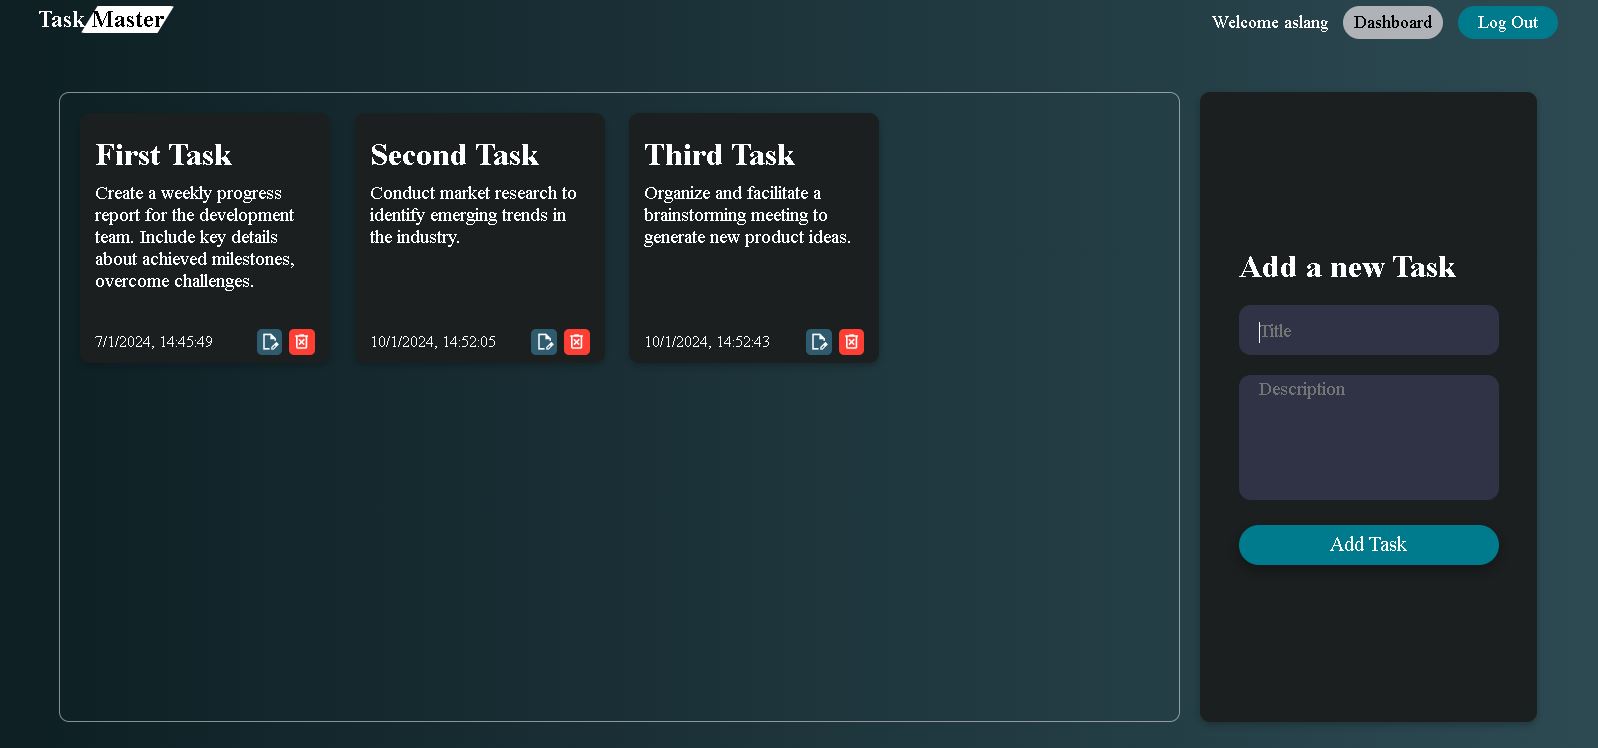 Task Master
Welcome aslang
Dashboard
Log Out
First Task
Create a weekly progress
report for the development
team. Include key details
about achieved milestones,
overcome challenges.
7/1/2024, 14:45:49
Second Task
Conduct market research to
identify emerging trends in
the industry.
10/1/2024, 14:52:05
Third Task
Organize and facilitate a
brainstorming meeting to
generate new product ideas.
10/1/2024, 14:52:43
Add a new Task
Title
Description
Add Task